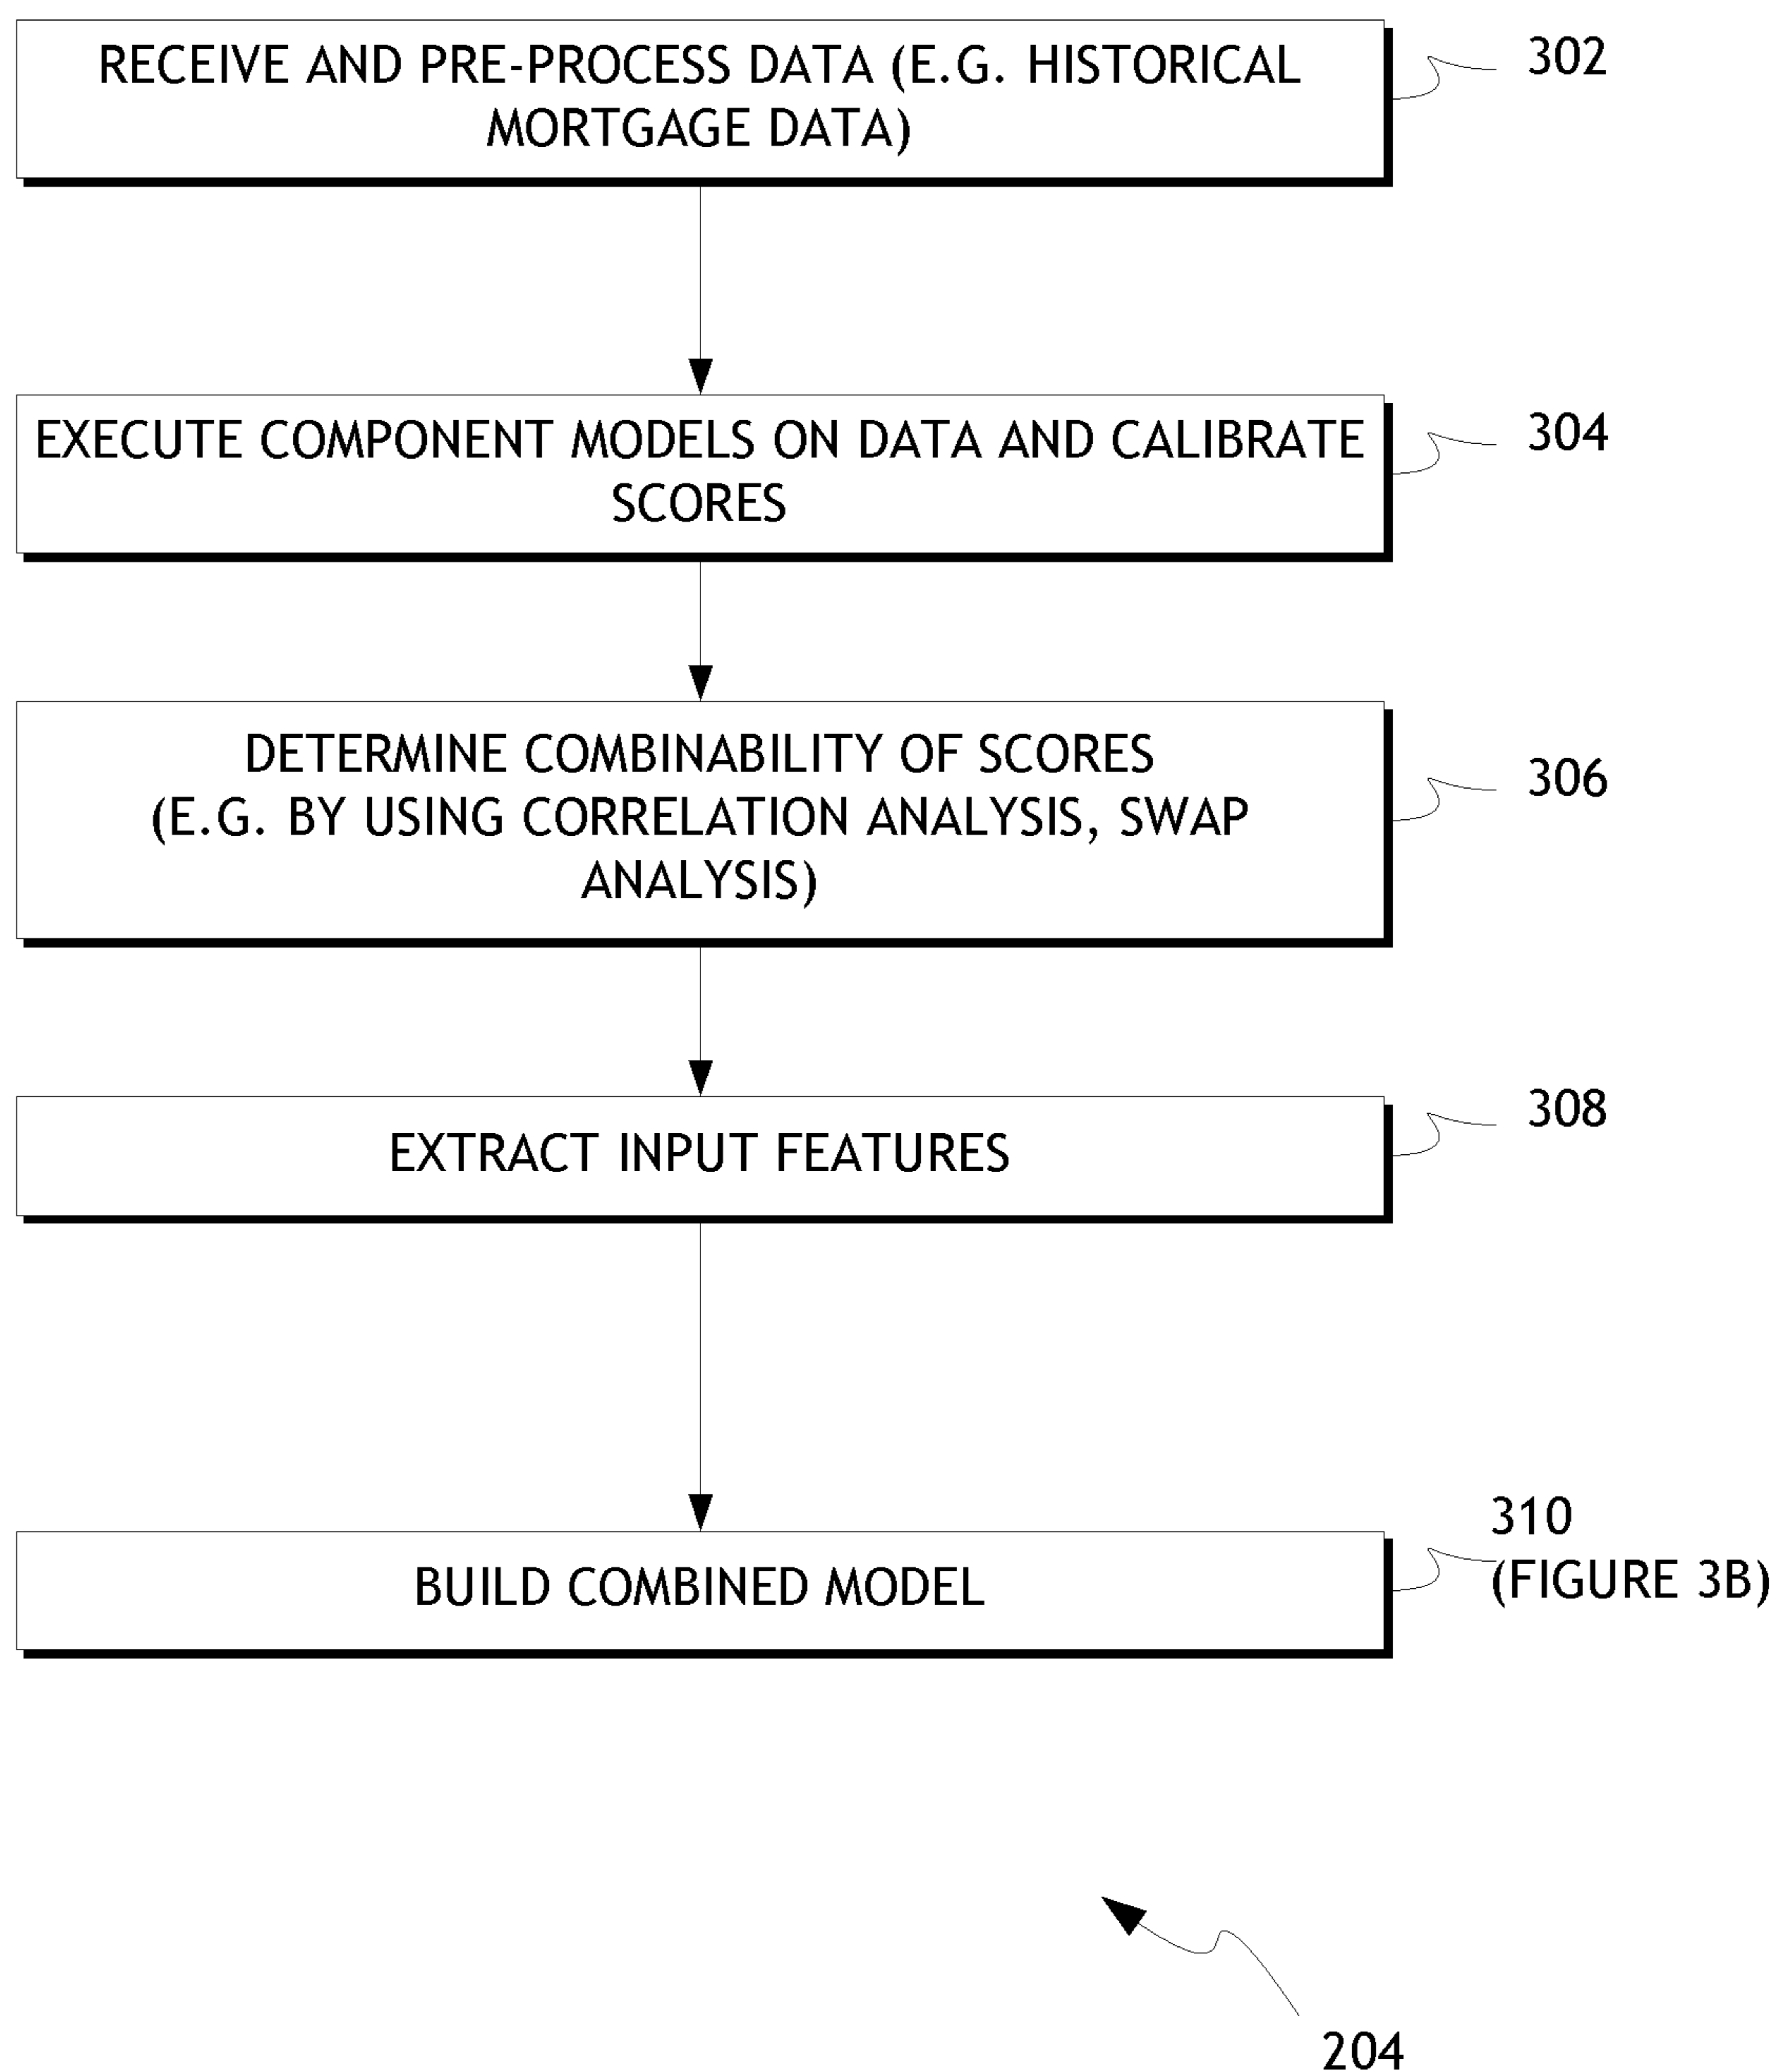 RECEIVE AND PRE-PROCESS DATA (E.G. HISTORICAL
MORTGAGE DATA)
302
EXECUTE COMPONENT MODELS ON DATA AND CALIBRATE
SCORES
304
DETERMINE COMBINABILITY OF SCORES
(E.G. BY USING CORRELATION ANALYSIS, SWAP
ANALYSIS)
306
EXTRACT INPUT FEATURES
308
BUILD COMBINED MODEL
310
(FIGURE 3B)
204